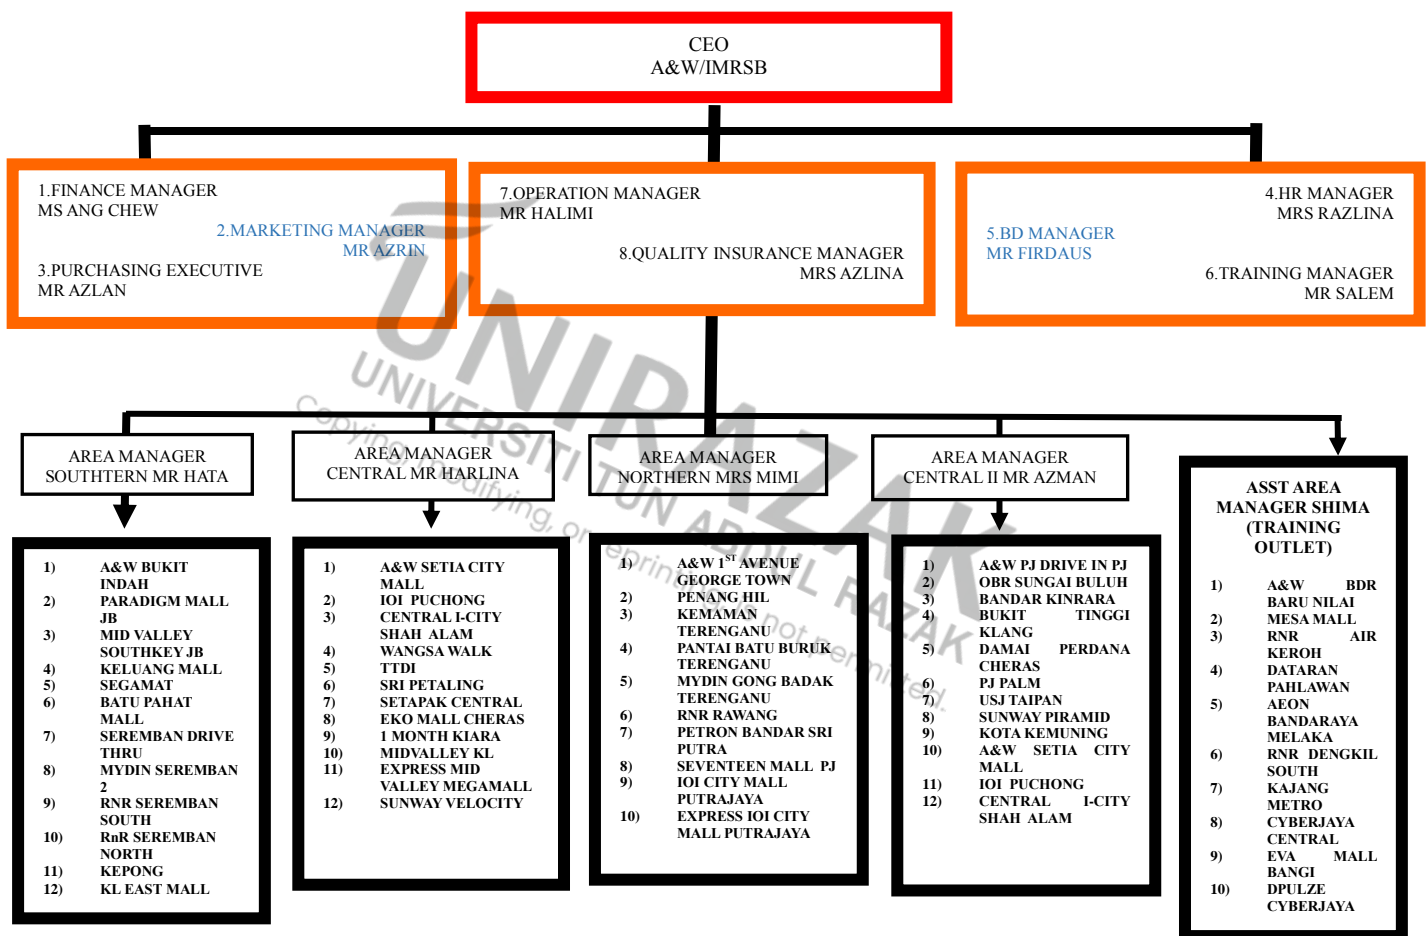 CEO
A&W/IMRSB
1.FINANCE MANAGER
MS ANG CHEW
2.MARKETING MANAGER
MR AZRIN
3.PURCHASING EXECUTIVE
MR AZLAN
7.OPERATION MANAGER
MR HALIMI
8.QUALITY INSURANCE MANAGER
MRS AZLINA
4.HR MANAGER
MRS RAZLINA
5.BD MANAGER
MR FIRDAUS
6.TRAINING MANAGER
MR SALEM
UNIRAZAK
UNIVERSITI TUN ABDUL RAZAK
Copying, modifying, or reprinting, is not permitted.
AREA MANAGER
SOUTHTERN MR HATA
AREA MANAGER
CENTRAL MR HARLINA
AREA MANAGER
NORTHERN MRS MIMI
AREA MANAGER
CENTRAL II MR AZMAN
ASST AREA
MANAGER SHIMA
(TRAINING
OUTLET)
1) A&W BUKIT
INDAH
2) PARADIGM MALL
JB
3) MID VALLEY
SOUTHKEY JB
4) KELUANG MALL
5) SEGAMAT
6) BATU PAHAT
MALL
7) SEREMBAN DRIVE
THRU
8) MYDIN SEREMBAN
2
9) RNR SEREMBAN
SOUTH
10) RnR SEREMBAN
NORTH
11) KEPONG
12) KL EAST MALL
1) A&W SETIA CITY
MALL
2) IOI PUCHONG
3) CENTRAL I-CITY
SHAH ALAM
4) WANGSA WALK
5) TTDI
6) SRI PETALING
7) SETAPAK CENTRAL
8) EKO MALL CHERAS
9) 1 MONTH KIARA
10) MIDVALLEY KL
11) EXPRESS MID
VALLEY MEGAMALL
12) SUNWAY VELOCITY
1) A&W 1ST AVENUE
GEORGE TOWN
2) PENANG HIL
3) KEMAMAN
TERENGANU
4) PANTAI BATU BURUK
TERENGANU
5) MYDIN GONG BADAK
TERENGANU
6) RNR RAWANG
7) PETRON BANDAR SRI
PUTRA
8) SEVENTEEN MALL PJ
9) IOI CITY MALL
PUTRAJAYA
10) EXPRESS IOI CITY
MALL PUTRAJAYA
1) A&W PJ DRIVE IN PJ
2) OBR SUNGAI BULUH
3) BANDAR KINRARA
4) BUKIT TINGGI
KLANG
5) DAMAI PERDANA
CHERAS
6) PJ PALM
7) USJ TAIPAN
8) SUNWAY PIRAMID
9) KOTA KEMUNING
10) A&W SETIA CITY
MALL
11) IOI PUCHONG
12) CENTRAL I-CITY
SHAH ALAM
1) A&W BDR
BARU NILAI
2) MESA MALL
3) RNR AIR
KEROH
4) DATARAN
PAHLAWAN
5) AEON
BANDARAYA
MELAKA
6) RNR DENGKIL
SOUTH
7) KAJANG
METRO
8) CYBERJAYA
CENTRAL
9) EVA MALL
BANGI
10) DPULZE
CYBERJAYA